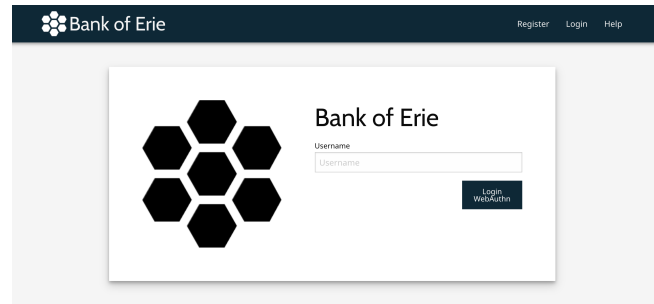 Bank of Erie
Register Login Help
Bank of Erie
Username
Username
Login
WebAuthn